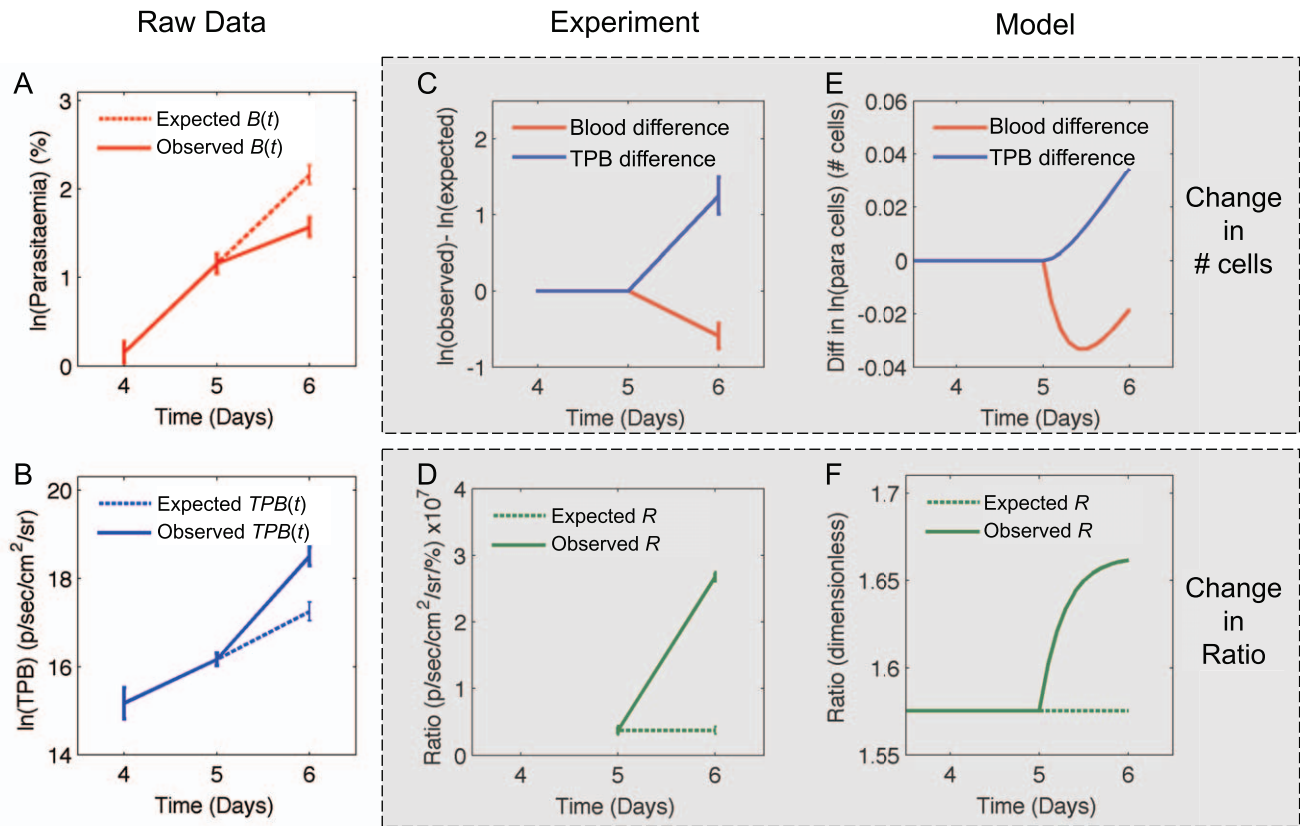 Raw Data
Experiment
Model
A
3
2
1
0
4
5
6
ln(Parasitaemia) (%)
Time (Days)
Expected B(t)
Observed B(t)
C
2
1
0
-1
4
5
6
ln(observed)- ln(expected)
Time (Days)
Blood difference
TPB difference
E
0.06
0.04
0.02
0
-0.02
-0.04
4
5
6
Diff in ln(para cells) (# cells)
Time (Days)
Blood difference
TPB difference
Change
in
# cells
B
20
18
16
14
4
5
6
ln(TPB) (p/sec/cm²/sr)
Time (Days)
Expected TPB(t)
Observed TPB(t)
D
4
3
2
1
0
4
5
6
Ratio (p/sec/cm²/sr/%) x10⁷
Time (Days)
Expected R
Observed R
F
1.7
1.65
1.6
1.55
4
5
6
Ratio (dimensionless)
Time (Days)
Expected R
Observed R
Change
in
Ratio